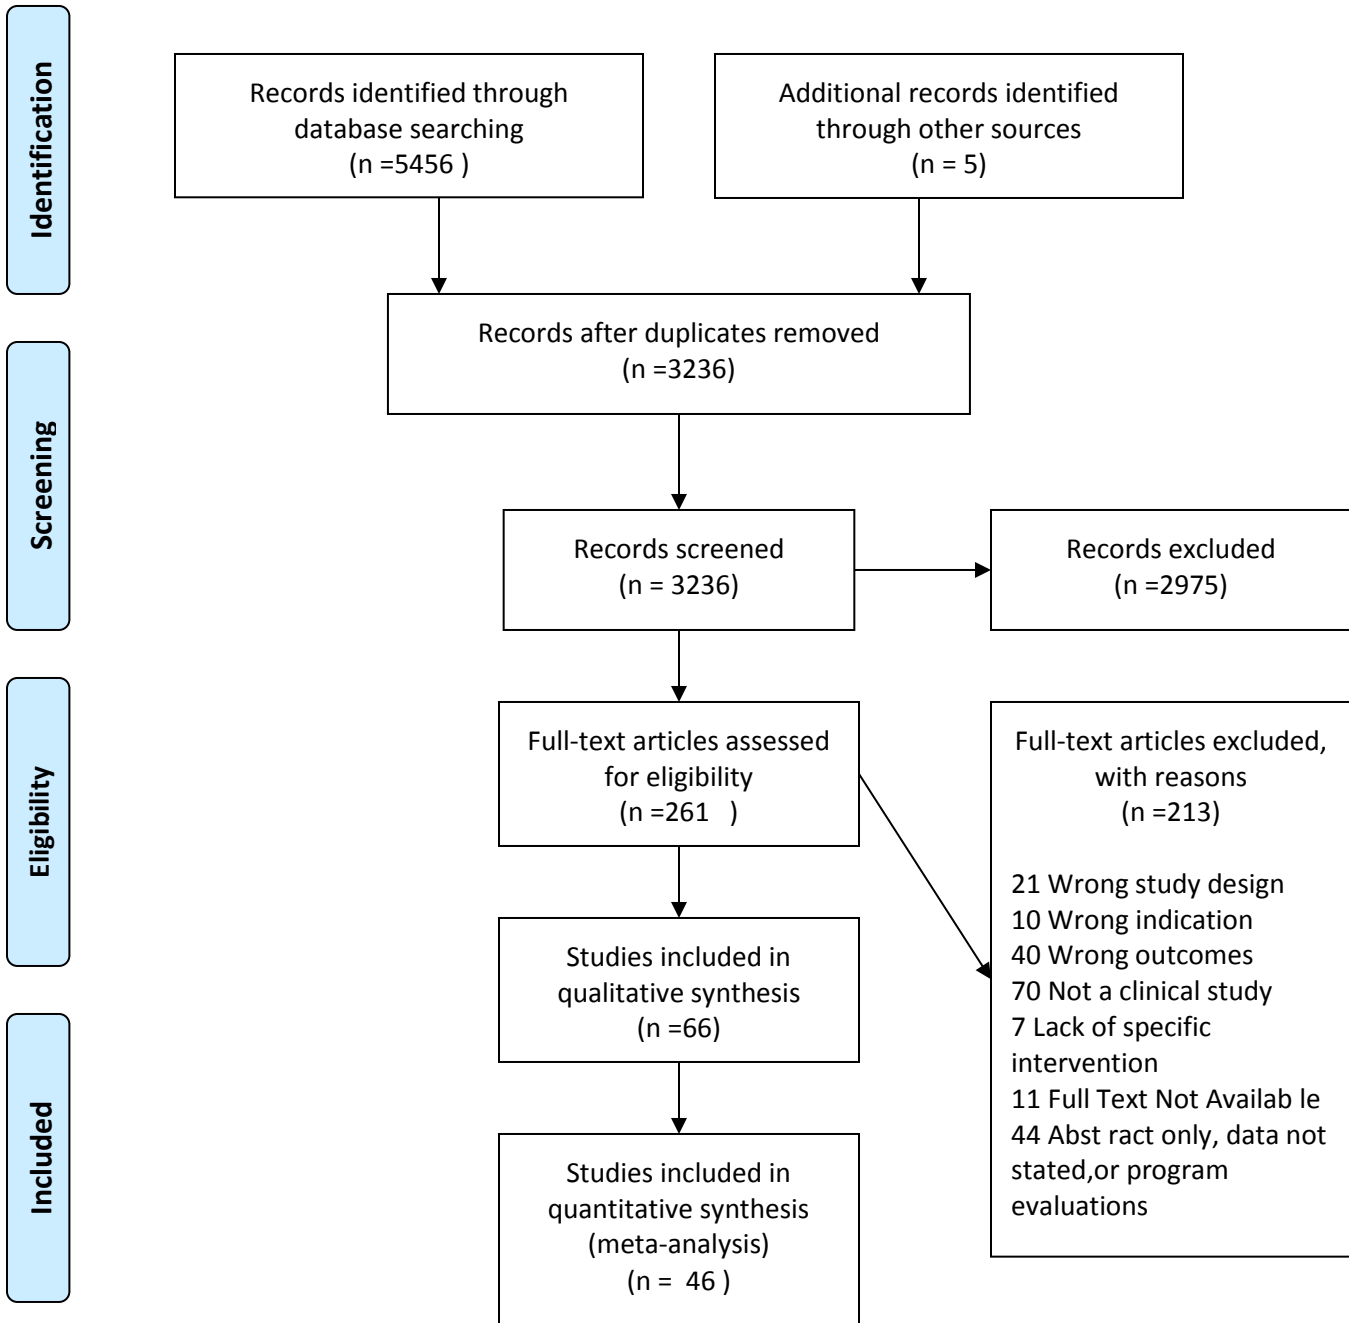 Identification
Records identified through
database searching
(n =5456 )
Additional records identified
through other sources
(n = 5)
Records after duplicates removed
(n =3236)
Screening
Records screened
(n = 3236)
Records excluded
(n =2975)
Eligibility
Full-text articles assessed
for eligibility
(n =261 )
Full-text articles excluded,
with reasons
(n =213)
21 Wrong study design
10 Wrong indication
40 Wrong outcomes
70 Not a clinical study
7 Lack of specific
intervention
11 Full Text Not Availab le
44 Abst ract only, data not
stated,or program
evaluations
Studies included in
qualitative synthesis
(n =66)
Included
Studies included in
quantitative synthesis
(meta-analysis)
(n = 46 )